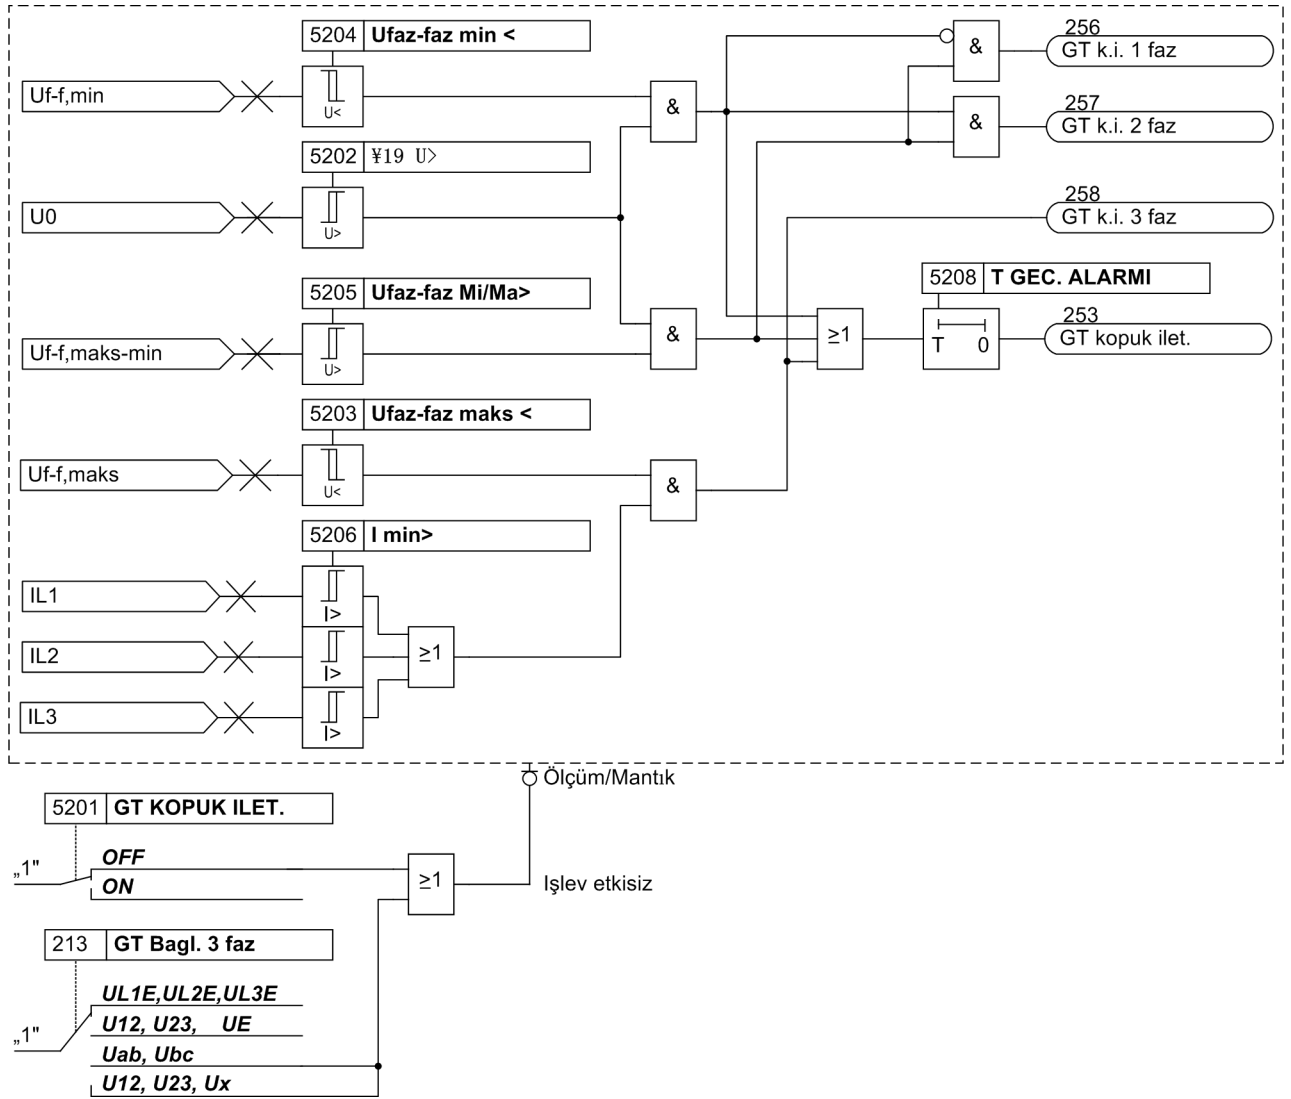 5204 Ufaz-faz min <
256
GT k.i. 1 faz
&
Uf-f,min
U<
&
257
GT k.i. 2 faz
&
5202 ¥19 U>
U0
U>
258
GT k.i. 3 faz
5205 Ufaz-faz Mi/Ma>
5208 T GEC. ALARMI
Uf-f,maks-min
U>
&
≥1
T 0
253
GT kopuk ilet.
5203 Ufaz-faz maks <
Uf-f,maks
U<
&
5206 I min>
IL1
I>
IL2
I>
≥1
IL3
I>
Ölçüm/Mantık
5201 GT KOPUK ILET.
„1"
OFF
ON
≥1
Işlev etkisiz
213 GT Bagl. 3 faz
„1"
UL1E,UL2E,UL3E
U12, U23, UE
Uab, Ubc
U12, U23, Ux